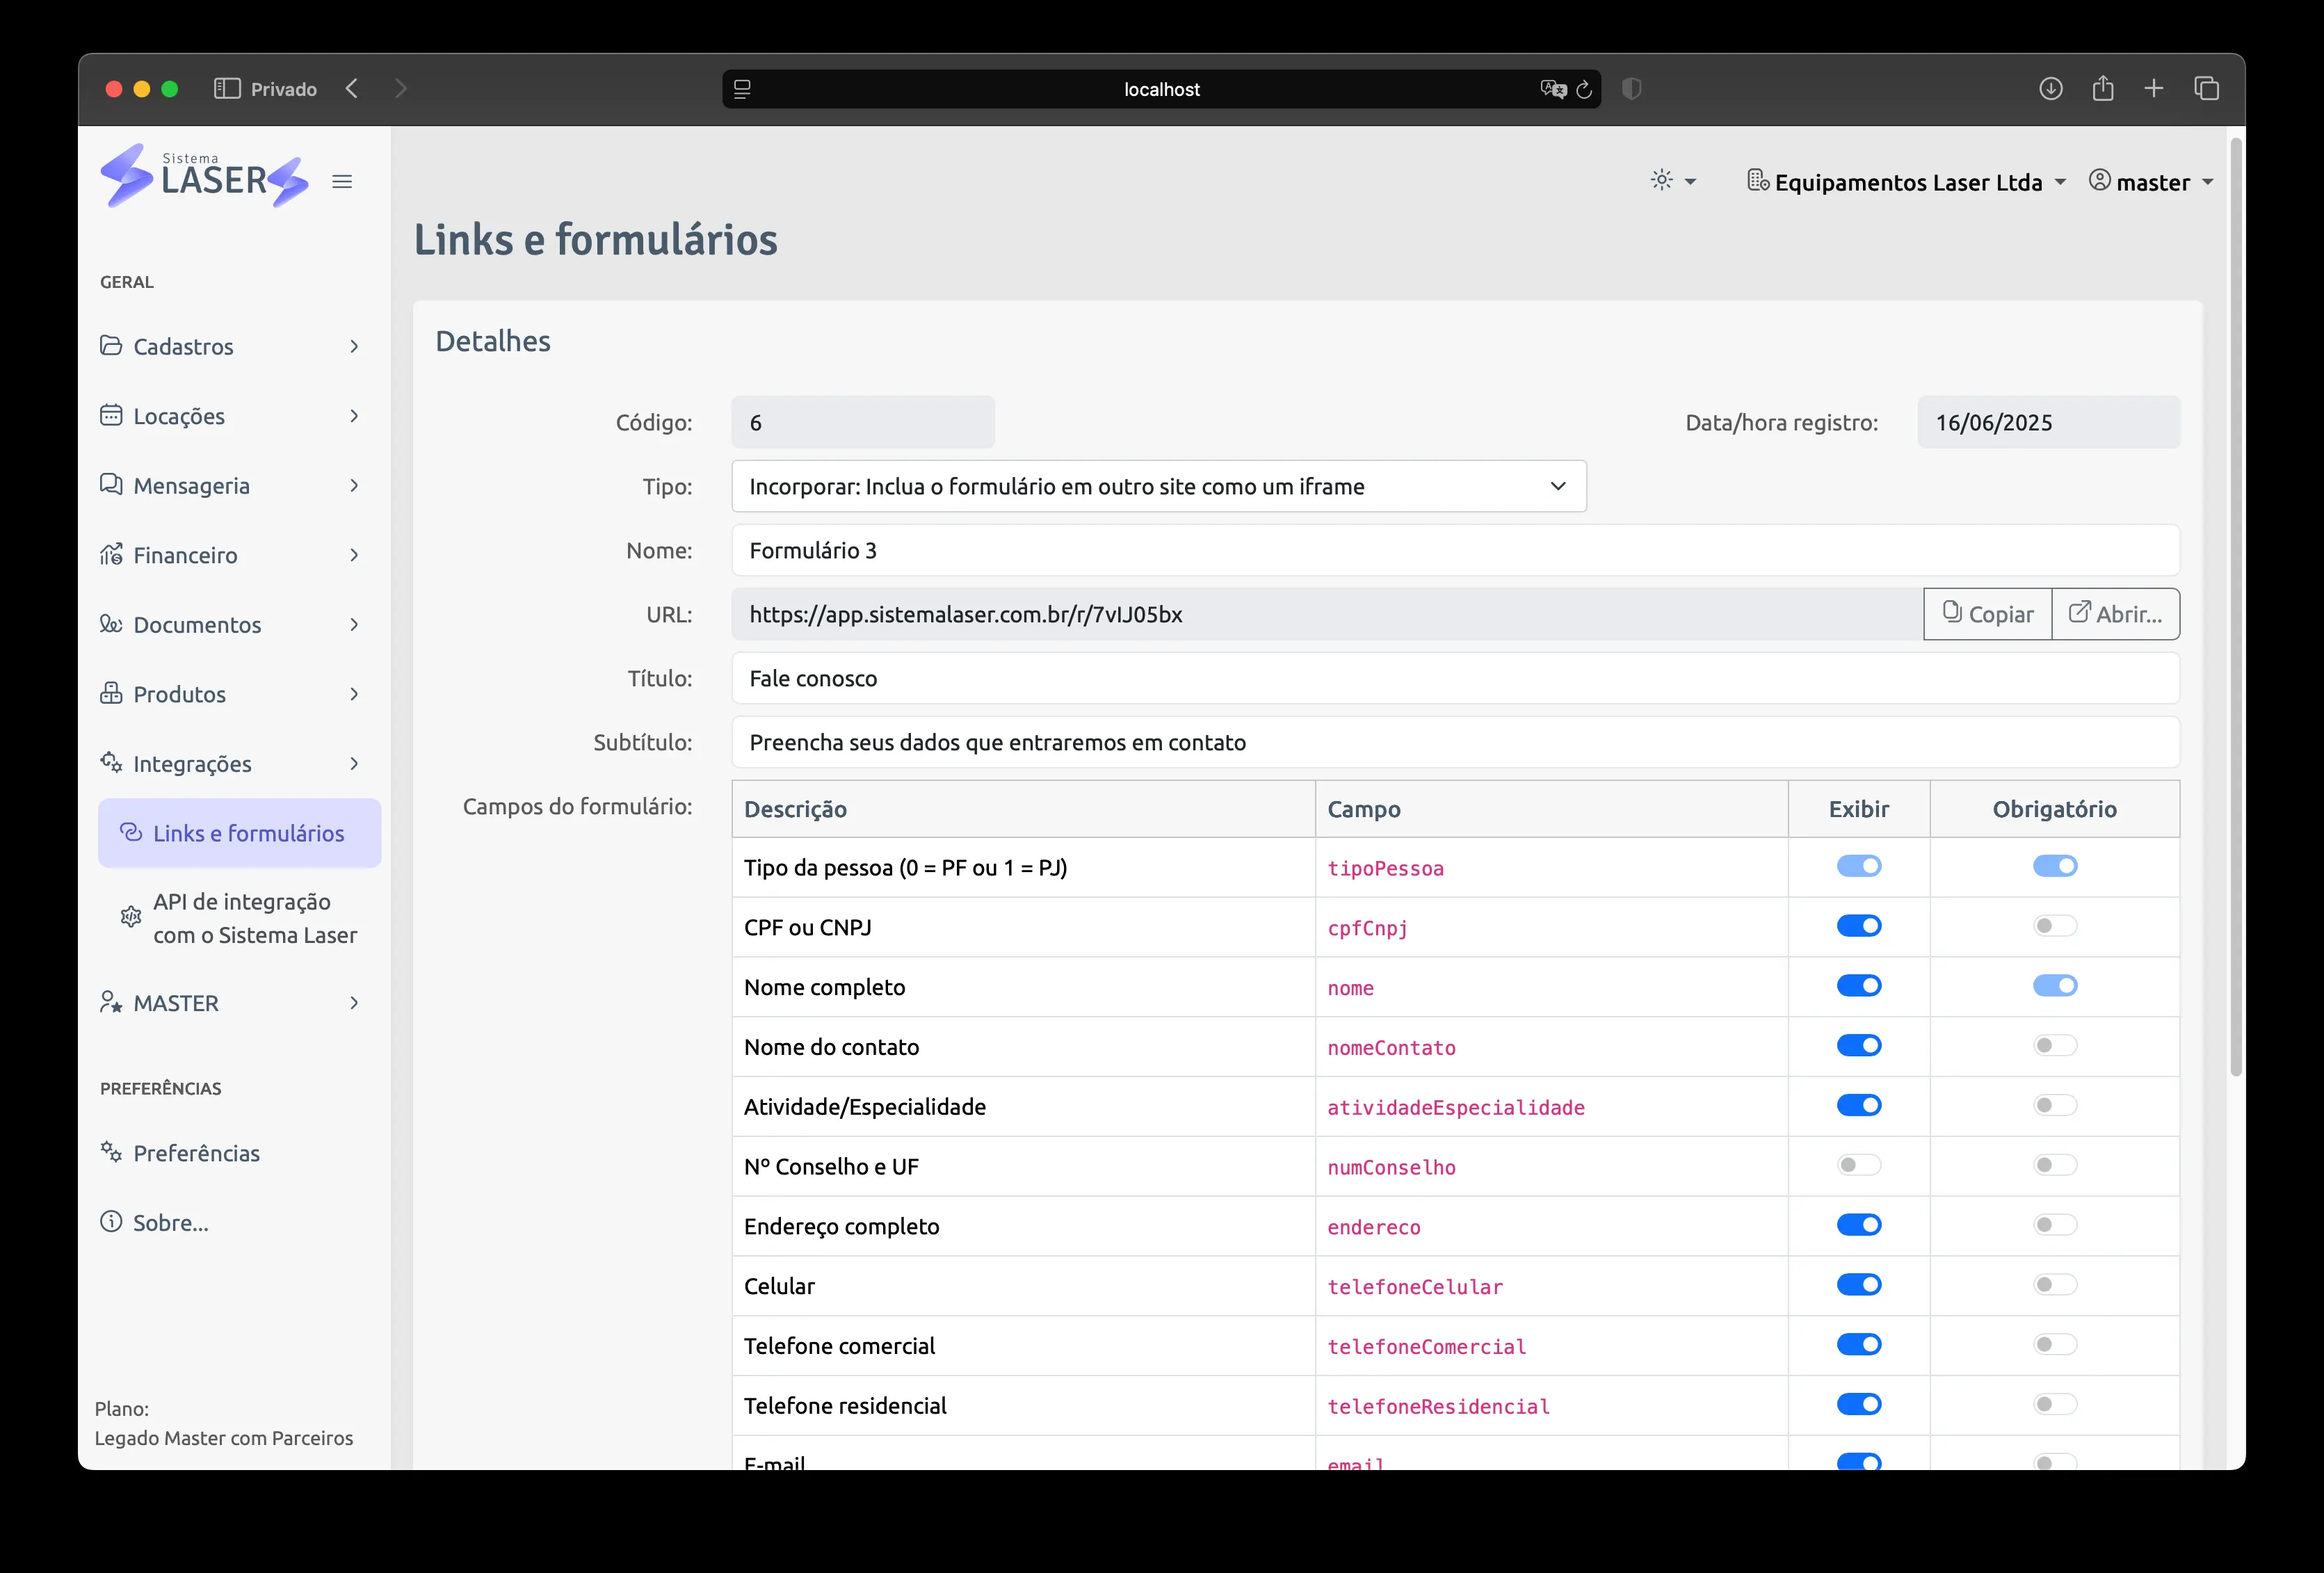 Privado
localhost
Sistema
LASER
Equipamentos Laser Ltda
master
Links e formulários
GERAL
Cadastros
Locações
Mensageria
Financeiro
Documentos
Produtos
Integrações
Links e formulários
API de integração
com o Sistema Laser
MASTER
PREFERÊNCIAS
Preferências
Sobre...
Plano:
Legado Master com Parceiros
Detalhes
Código: 6 Data/hora registro: 16/06/2025
Tipo: Incorporar: Inclua o formulário em outro site como um iframe
Nome: Formulário 3
URL: https://app.sistemalaser.com.br/r/7vIJ05bx Copiar Abrir...
Título: Fale conosco
Subtítulo: Preencha seus dados que entraremos em contato
Campos do formulário:
Descrição Campo Exibir Obrigatório
Tipo da pessoa (0 = PF ou 1 = PJ) tipoPessoa
CPF ou CNPJ cpfCnpj
Nome completo nome
Nome do contato nomeContato
Atividade/Especialidade atividadeEspecialidade
Nº Conselho e UF numConselho
Endereço completo endereco
Celular telefoneCelular
Telefone comercial telefoneComercial
Telefone residencial telefoneResidencial
E-mail email